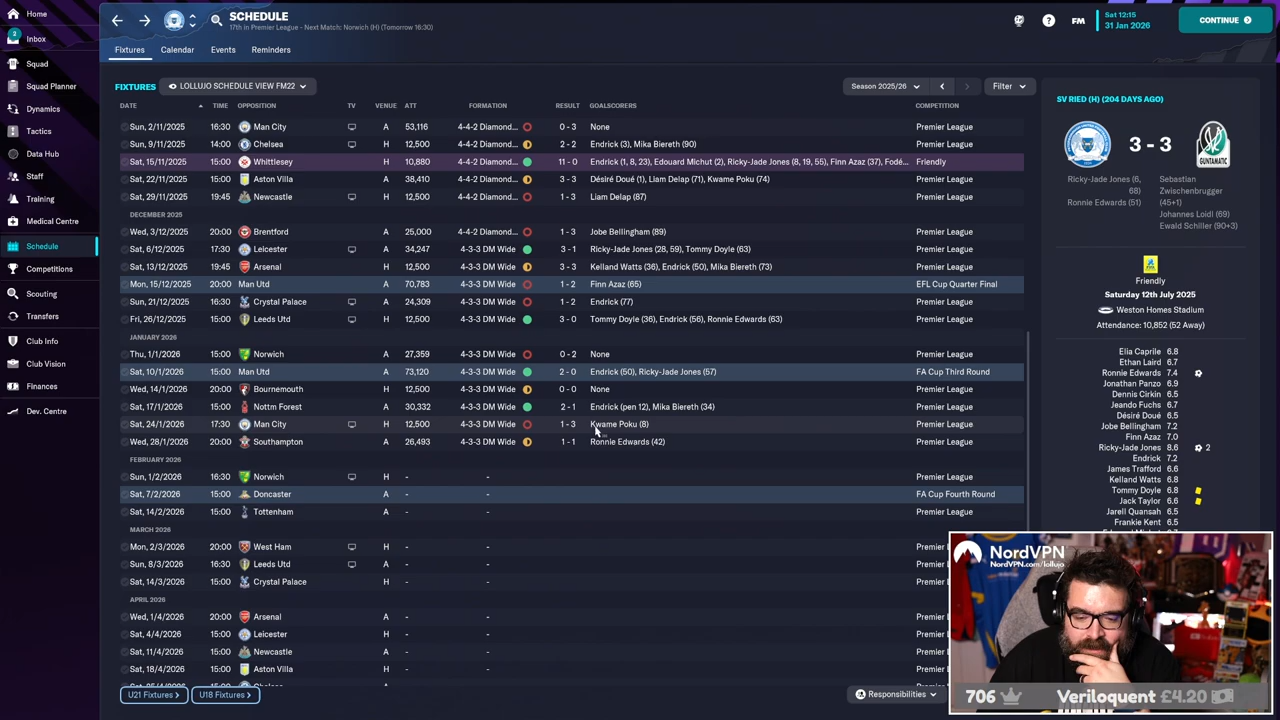 Home
SCHEDULE
17th in Premier League - Next Match: Norwich (H) (Tomorrow 16:30)
FM
Sat 12:15
31 Jan 2026
CONTINUE
2
Inbox
Squad
Squad Planner
Dynamics
Tactics
Data Hub
Staff
Training
Medical Centre
Schedule
Competitions
Scouting
Transfers
Club Info
Club Vision
Finances
Dev. Centre
Fixtures
Calendar
Events
Reminders
FIXTURES
LOLLUJO SCHEDULE VIEW FM22
Season 2025/26
Filter
DATE TIME OPPOSITION TV VENUE ATT FORMATION RESULT GOALSCORERS COMPETITION
Sun, 2/11/2025 16:30 Man City A 53,116 4-4-2 Diamond... 0 - 3 None Premier League
Sun, 9/11/2025 14:00 Chelsea H 12,500 4-4-2 Diamond... 2 - 2 Endrick (3), Mika Biereth (90) Premier League
Sat, 15/11/2025 15:00 Whittlesey H 10,880 4-4-2 Diamond... 11 - 0 Endrick (1, 8, 23), Edouard Michut (2), Ricky-Jade Jones (8, 19, 55), Finn Azaz (37), Fodé... Friendly
Sat, 22/11/2025 15:00 Aston Villa A 38,410 4-4-2 Diamond... 3 - 3 Désiré Doué (1), Liam Delap (71), Kwame Poku (74) Premier League
Sat, 29/11/2025 19:45 Newcastle H 12,500 4-4-2 Diamond... 1 - 3 Liam Delap (87) Premier League
DECEMBER 2025
Wed, 3/12/2025 20:00 Brentford A 25,000 4-4-2 Diamond... 1 - 3 Jobe Bellingham (89) Premier League
Sat, 6/12/2025 17:30 Leicester A 34,247 4-3-3 DM Wide 3 - 1 Ricky-Jade Jones (28, 59), Tommy Doyle (63) Premier League
Sat, 13/12/2025 19:45 Arsenal H 12,500 4-3-3 DM Wide 3 - 3 Kelland Watts (36), Endrick (50), Mika Biereth (73) Premier League
Mon, 15/12/2025 20:00 Man Utd A 70,783 4-3-3 DM Wide 1 - 2 Finn Azaz (65) EFL Cup Quarter Final
Sun, 21/12/2025 16:30 Crystal Palace A 24,309 4-3-3 DM Wide 1 - 2 Endrick (77) Premier League
Fri, 26/12/2025 15:00 Leeds Utd H 12,500 4-3-3 DM Wide 3 - 0 Tommy Doyle (36), Endrick (56), Ronnie Edwards (63) Premier League
JANUARY 2026
Thu, 1/1/2026 15:00 Norwich A 27,359 4-3-3 DM Wide 0 - 2 None Premier League
Sat, 10/1/2026 15:00 Man Utd A 73,120 4-3-3 DM Wide 2 - 0 Endrick (50), Ricky-Jade Jones (57) FA Cup Third Round
Wed, 14/1/2026 20:00 Bournemouth H 12,500 4-3-3 DM Wide 0 - 0 None Premier League
Sat, 17/1/2026 15:00 Nottm Forest A 30,332 4-3-3 DM Wide 2 - 1 Endrick (pen 12), Mika Biereth (34) Premier League
Sat, 24/1/2026 17:30 Man City H 12,500 4-3-3 DM Wide 1 - 3 Kwame Poku (8) Premier League
Wed, 28/1/2026 20:00 Southampton A 26,493 4-3-3 DM Wide 1 - 1 Ronnie Edwards (42) Premier League
FEBRUARY 2026
Sun, 1/2/2026 16:30 Norwich H - - Premier League
Sat, 7/2/2026 15:00 Doncaster A - - FA Cup Fourth Round
Sat, 14/2/2026 15:00 Tottenham A - - Premier League
MARCH 2026
Mon, 2/3/2026 20:00 West Ham H - - Premier L
Sun, 8/3/2026 16:30 Leeds Utd A - - Premier L
Sat, 14/3/2026 15:00 Crystal Palace H - - Premier L
APRIL 2026
Wed, 1/4/2026 20:00 Arsenal A - - Premier L
Sat, 4/4/2026 15:00 Leicester H - - Premier L
Sat, 11/4/2026 15:00 Newcastle A - - Premier L
Sat, 18/4/2026 15:00 Aston Villa H - - Premier L
U21 Fixtures
U18 Fixtures
Responsibilities
SV RIED (H) (204 DAYS AGO)
3 - 3
GUNTAMATIC
Ricky-Jade Jones (6, 68)
Ronnie Edwards (51)
Sebastian Zwischenbrugger (45+1)
Johannes Loidl (69)
Ewald Schiller (90+3)
Friendly
Saturday 12th July 2025
Weston Homes Stadium
Attendance: 10,852 (52 Away)
Elia Caprile 6.8
Ethan Laird 6.7
Ronnie Edwards 7.4
Jonathan Panzo 6.9
Dennis Cirkin 6.5
Jeando Fuchs 6.7
Désiré Doué 6.5
Jobe Bellingham 7.2
Finn Azaz 7.0
Ricky-Jade Jones 8.6 2
Endrick 7.2
James Trafford 6.6
Kelland Watts 6.8
Tommy Doyle 6.8
Jack Taylor 6.6
Jarell Quansah 6.5
Frankie Kent 6.5
NordVPN
NordVPN.com/lollujo
706 Veriloquent £4.20